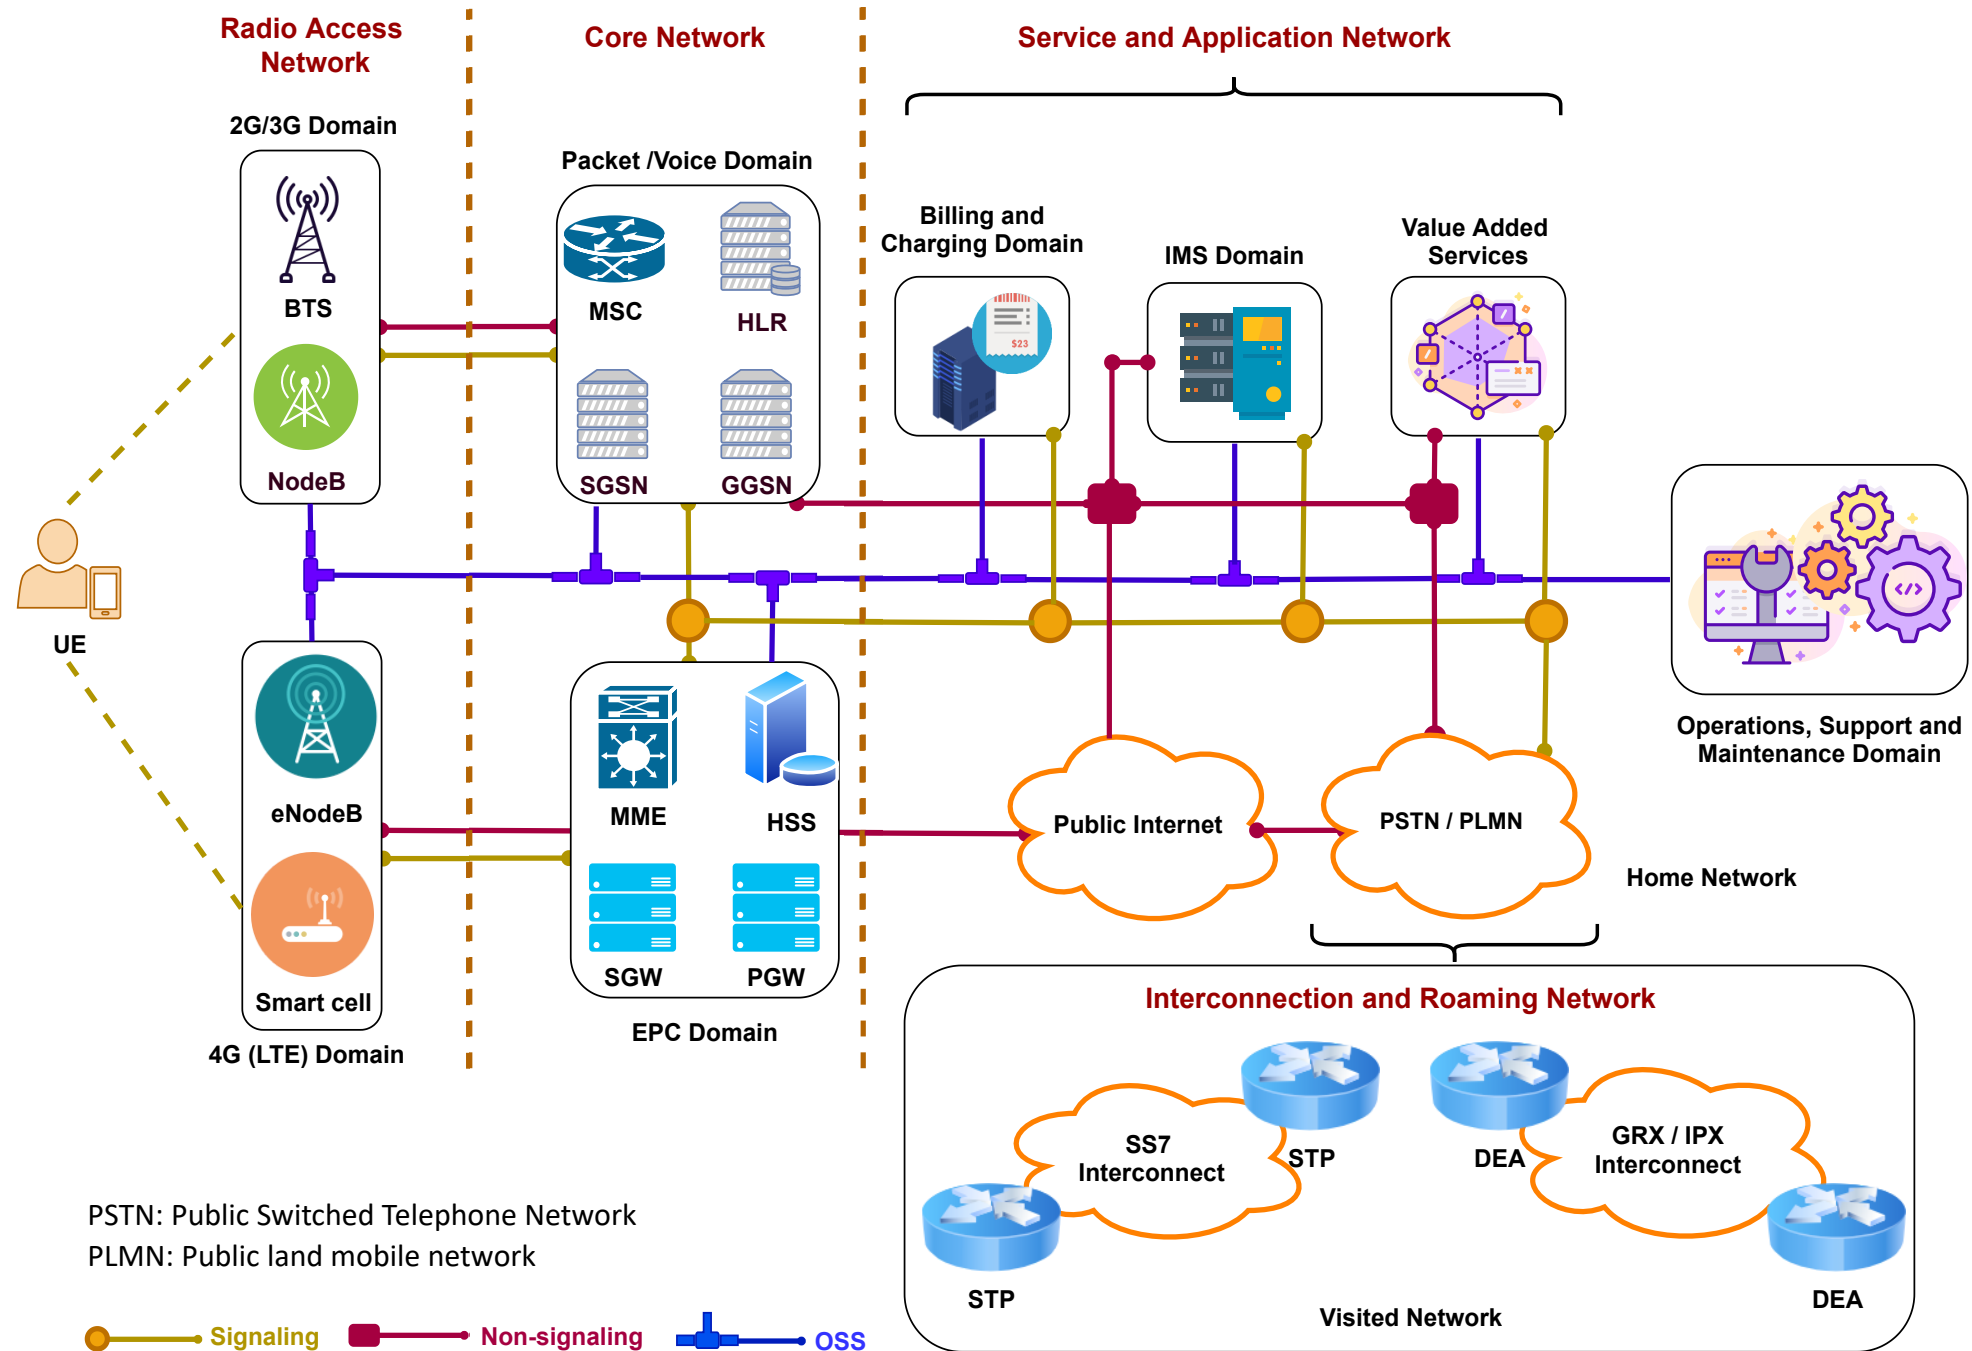 Radio Access
Network
Core Network
Service and Application Network
2G/3G Domain
Packet /Voice Domain
Billing and
Charging Domain
IMS Domain
Value Added
Services
BTS
NodeB
MSC
HLR
SGSN
GGSN
$23
UE
eNodeB
Smart cell
4G (LTE) Domain
MME
HSS
SGW
PGW
EPC Domain
Public Internet
PSTN / PLMN
</>
Operations, Support and
Maintenance Domain
Home Network
Interconnection and Roaming Network
SS7
Interconnect
STP
STP
DEA
GRX / IPX
Interconnect
DEA
Visited Network
PSTN: Public Switched Telephone Network
PLMN: Public land mobile network
Signaling
Non-signaling
OSS